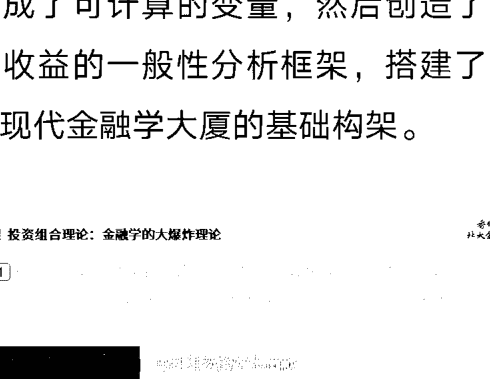 成了可计算的变量，然后创造了
收益的一般性分析框架，搭建了
现代金融学大厦的基础构架。
投资组合理论：金融学的大爆炸理论